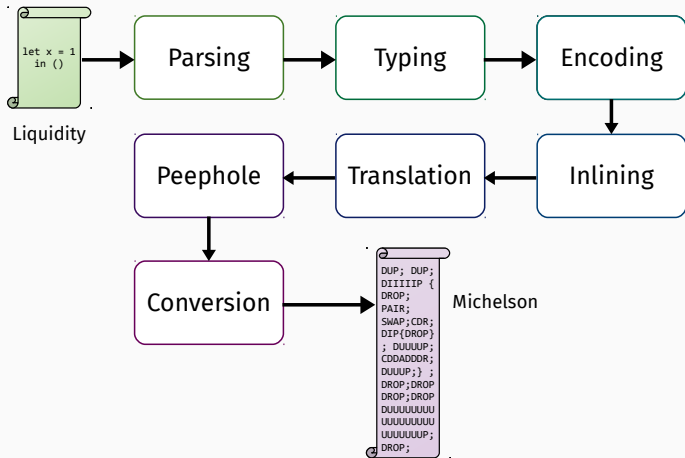 let x = 1
in ()
Liquidity
Parsing
Typing
Encoding
Peephole
Translation
Inlining
Conversion
DUP; DUP;
DIIIIIP {
DROP;
PAIR;
SWAP;CDR;
DIP{DROP}
; DUUUUP;
CDDADDDR;
DUUUP;} ;
DROP;DROP
DROP;DROP
DUUUUUUUU
UUUUUUUUU
UUUUUUUP;
DROP;
Michelson